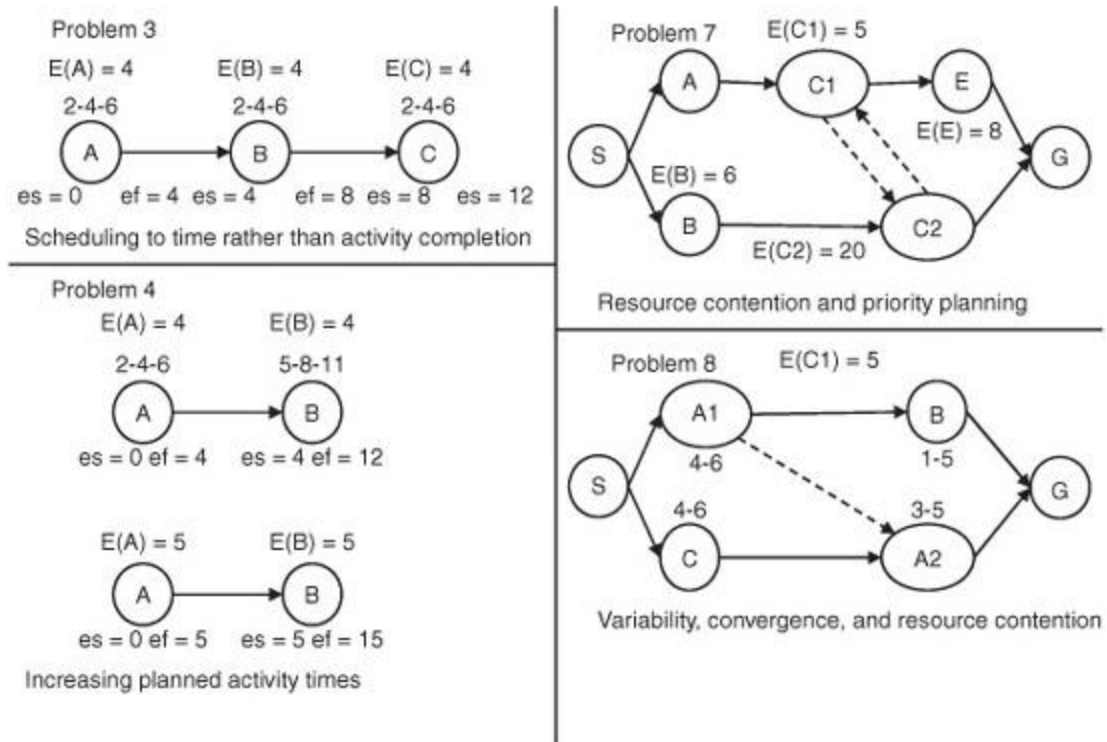 Problem 3
E(A) = 4 E(B) = 4 E(C) = 4
2-4-6 2-4-6 2-4-6
A B C
es = 0 ef = 4 es = 4 ef = 8 es = 8 es = 12
Scheduling to time rather than activity completion
Problem 4
E(A) = 4 E(B) = 4
2-4-6 5-8-11
A B
es = 0 ef = 4 es = 4 ef = 12
E(A) = 5 E(B) = 5
A B
es = 0 ef = 5 es = 5 ef = 15
Increasing planned activity times
Problem 7 E(C1) = 5
A C1 E
E(E) = 8
S G
E(B) = 6
B C2
E(C2) = 20
Resource contention and priority planning
Problem 8 E(C1) = 5
A1 B
4-6 1-5
S G
4-6 3-5
C A2
Variability, convergence, and resource contention